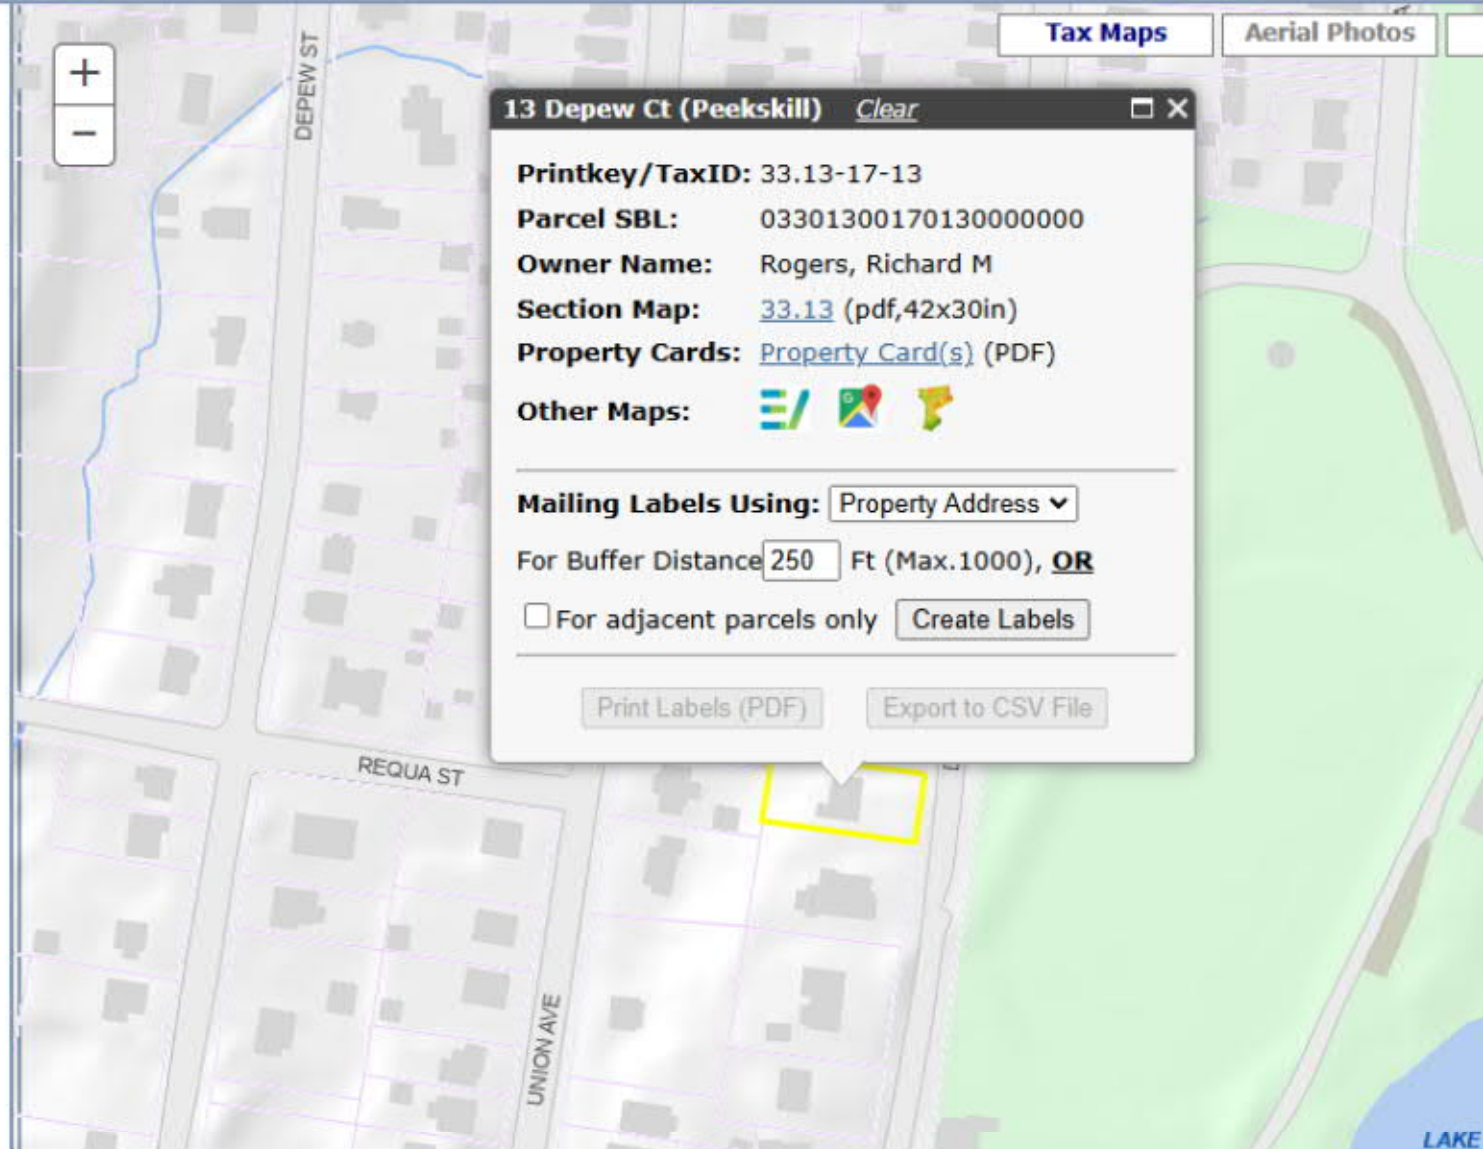 Tax Maps
Aerial Photos
DEPEW ST
13 Depew Ct (Peekskill) Clear
Printkey/TaxID: 33.13-17-13
Parcel SBL: 03301300170130000000
Owner Name: Rogers, Richard M
Section Map: 33.13 (pdf,42x30in)
Property Cards: Property Card(s) (PDF)
Other Maps:
Mailing Labels Using: Property Address
For Buffer Distance 250 Ft (Max.1000), OR
For adjacent parcels only Create Labels
Print Labels (PDF) Export to CSV File
REQUA ST
UNION AVE
LAKE